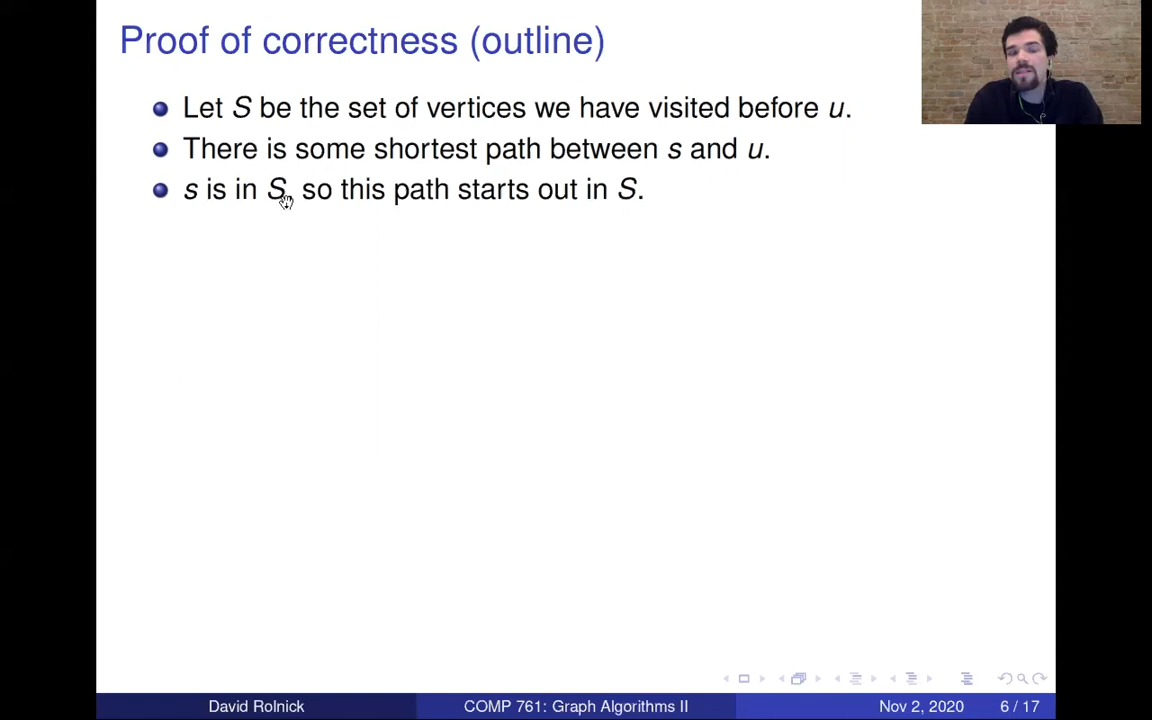 Proof of correctness (outline)
Let S be the set of vertices we have visited before u.
There is some shortest path between s and u.
s is in S, so this path starts out in S.
David Rolnick
COMP 761: Graph Algorithms II
Nov 2, 2020
6 / 17